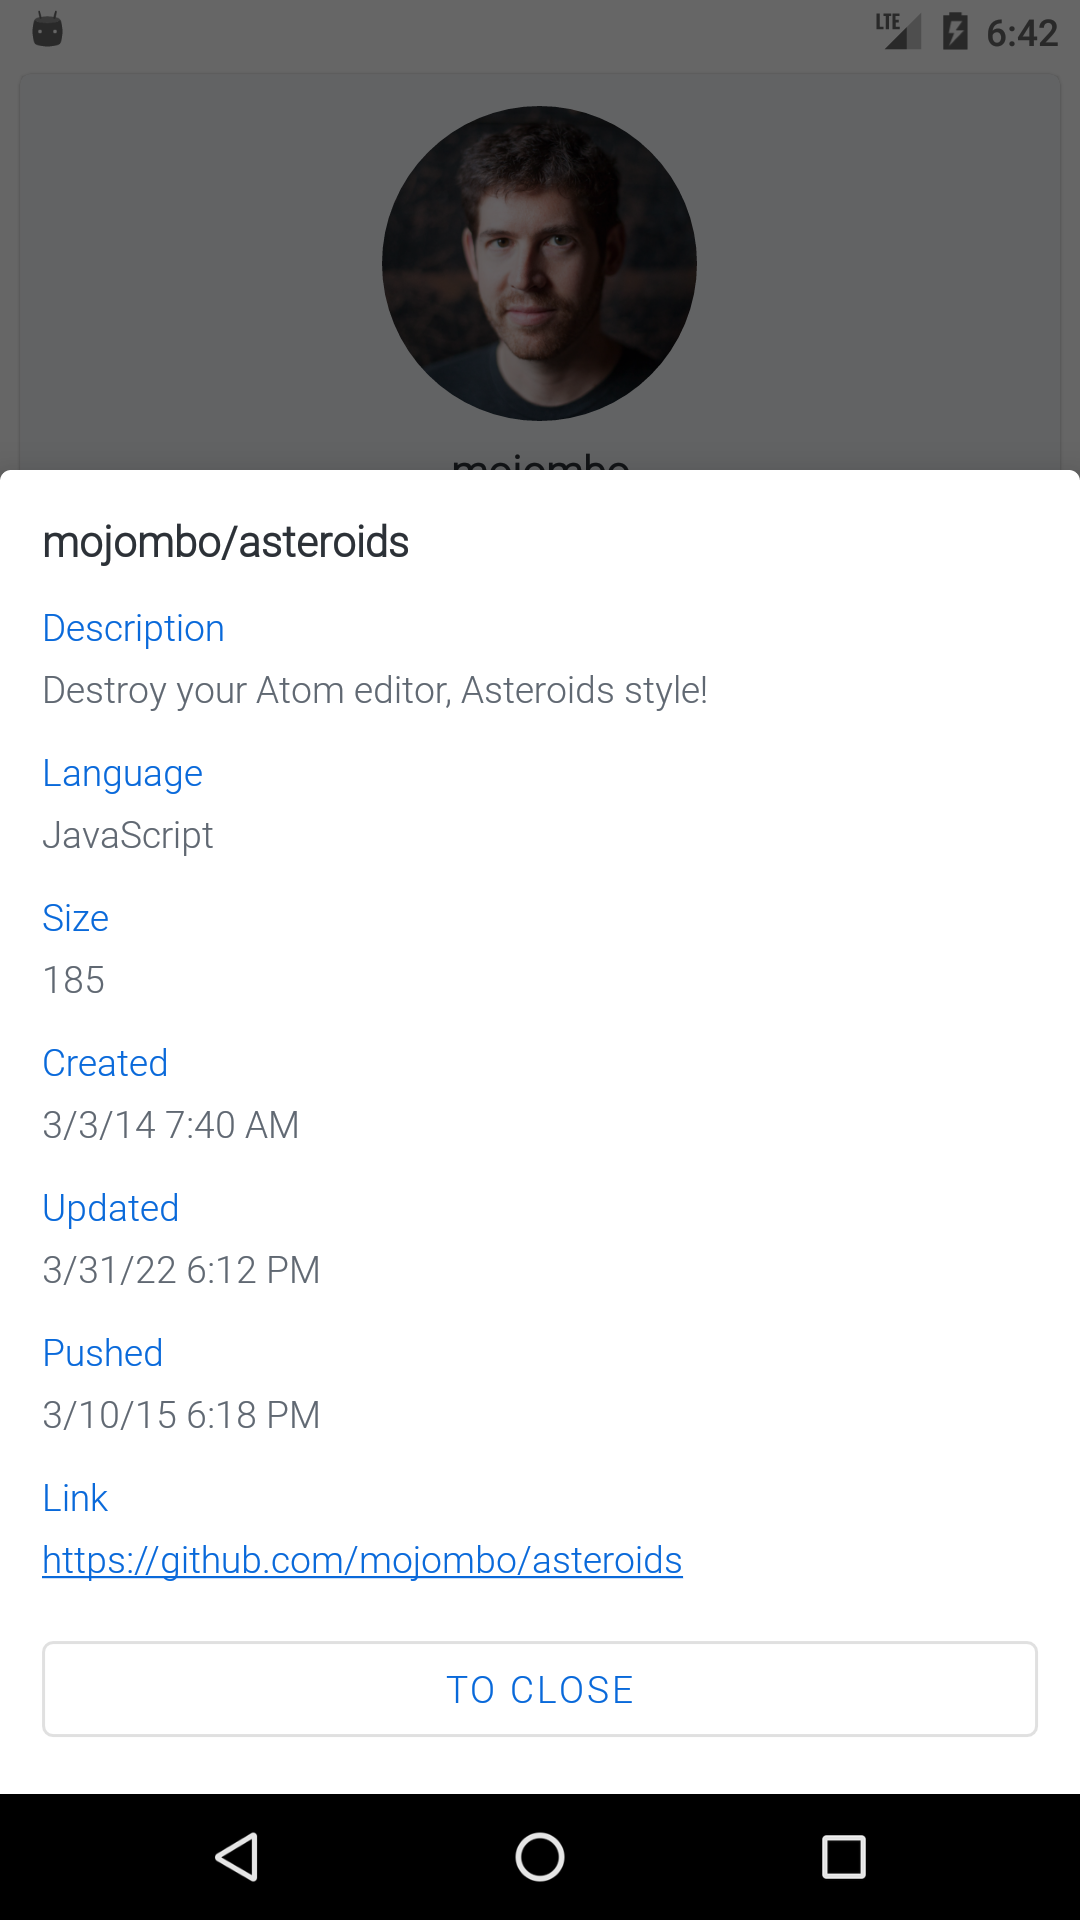 LTE 6:42
mojombo
mojombo/asteroids
Description
Destroy your Atom editor, Asteroids style!
Language
JavaScript
Size
185
Created
3/3/14 7:40 AM
Updated
3/31/22 6:12 PM
Pushed
3/10/15 6:18 PM
Link
https://github.com/mojombo/asteroids
TO CLOSE